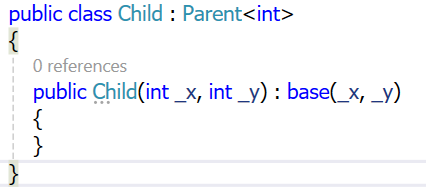 public class Child : Parent<int>
{
0 references
public Child(int _x, int _y) : base(_x, _y)
{
}
}